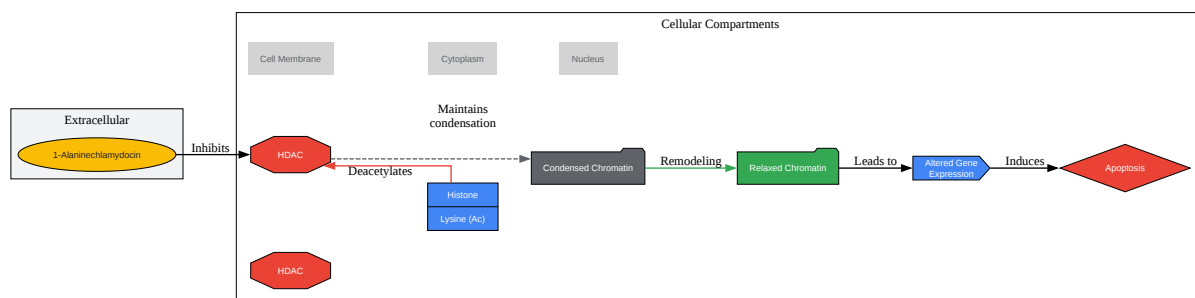 Cellular Compartments
Cell Membrane
Cytoplasm
Nucleus
Extracellular
1-Alaninechlamydocin
Inhibits
HDAC
Maintains
condensation
Deacetylates
Histone
Lysine (Ac)
Condensed Chromatin
Remodeling
Relaxed Chromatin
Leads to
Altered Gene
Expression
Induces
Apoptosis
HDAC